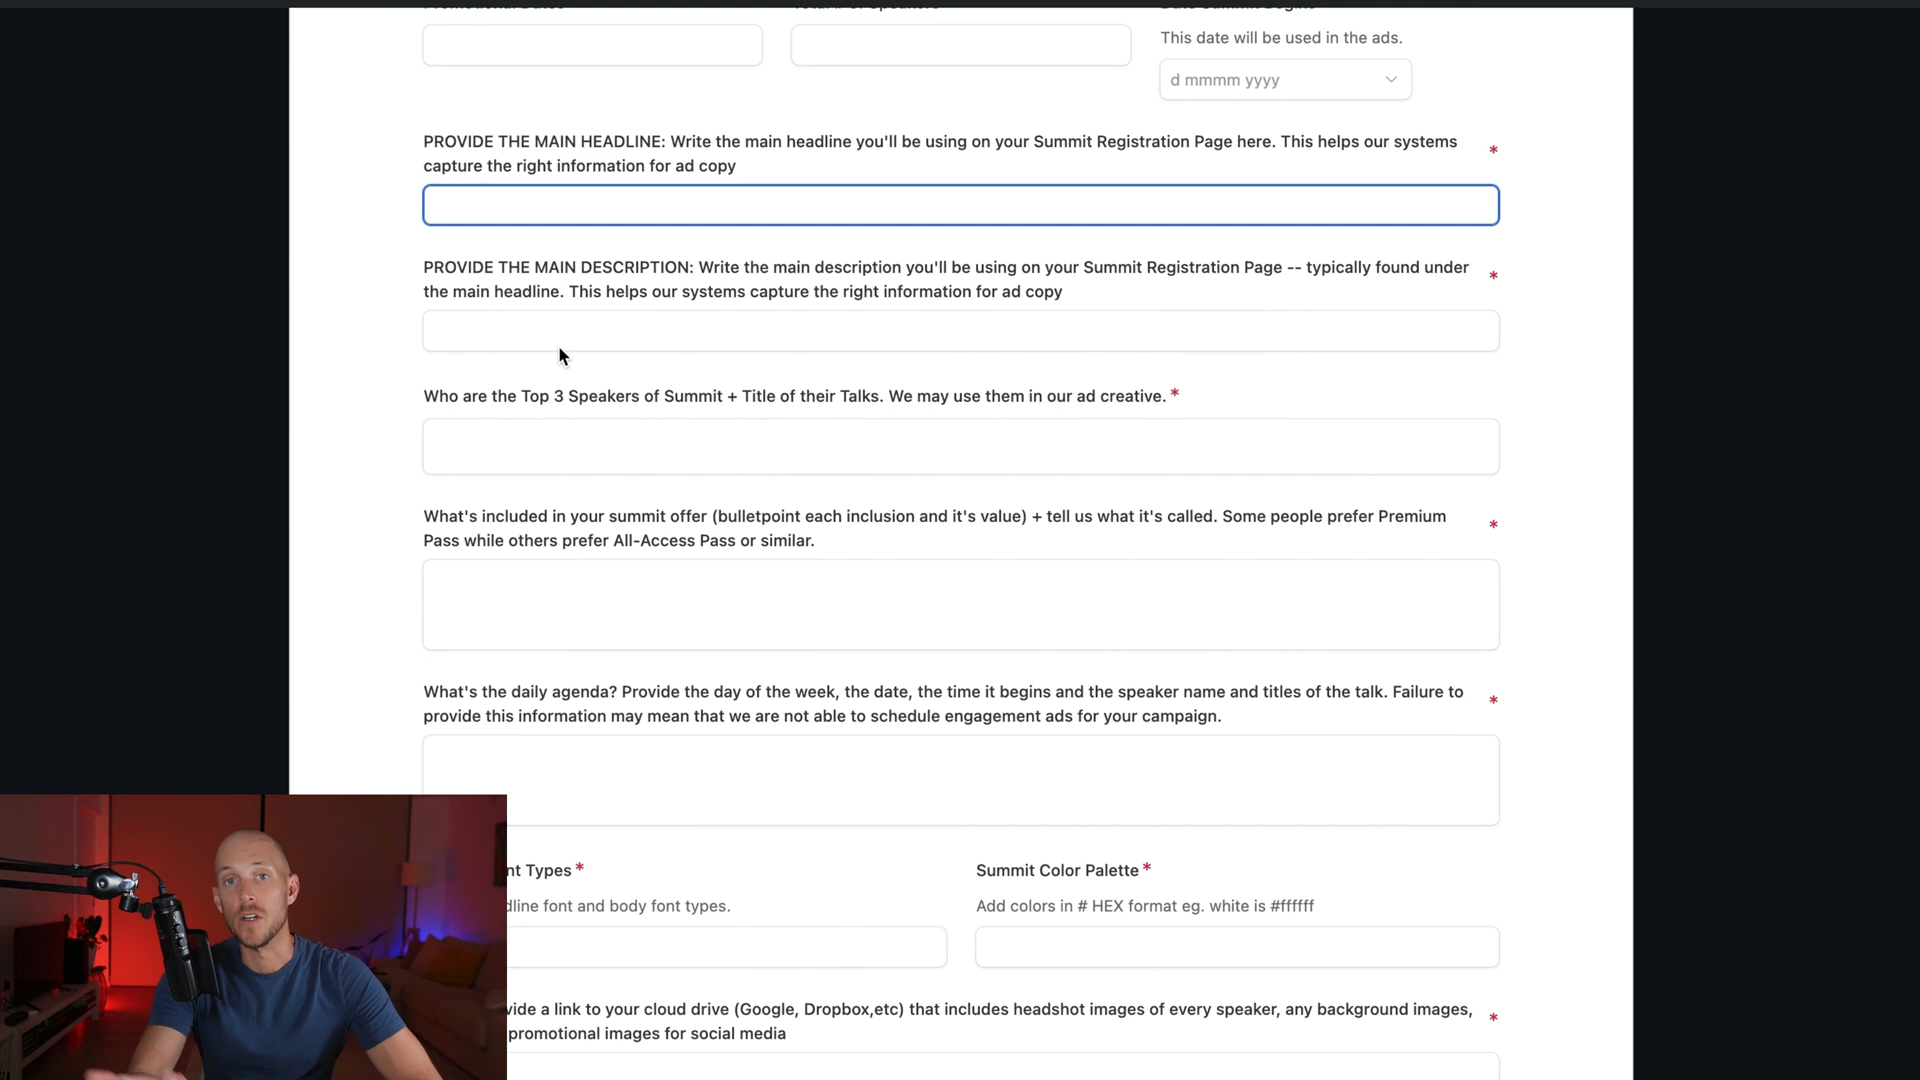 This date will be used in the ads.
d mmmm yyyy
PROVIDE THE MAIN HEADLINE: Write the main headline you'll be using on your Summit Registration Page here. This helps our systems
capture the right information for ad copy
*
PROVIDE THE MAIN DESCRIPTION: Write the main description you'll be using on your Summit Registration Page -- typically found under
the main headline. This helps our systems capture the right information for ad copy
*
Who are the Top 3 Speakers of Summit + Title of their Talks. We may use them in our ad creative. *
What's included in your summit offer (bulletpoint each inclusion and it's value) + tell us what it's called. Some people prefer Premium
Pass while others prefer All-Access Pass or similar.
*
What's the daily agenda? Provide the day of the week, the date, the time it begins and the speaker name and titles of the talk. Failure to
provide this information may mean that we are not able to schedule engagement ads for your campaign.
*
nt Types *
Summit Color Palette *
dline font and body font types.
Add colors in # HEX format eg. white is #ffffff
vide a link to your cloud drive (Google, Dropbox,etc) that includes headshot images of every speaker, any background images,
promotional images for social media
*